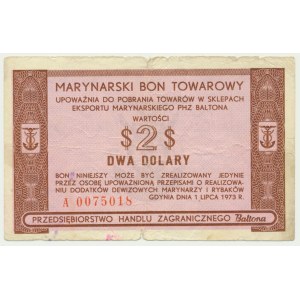 MARYNARSKI BON TOWAROWY
UPOWAŻNIA DO POBRANIA TOWARÓW W SKLEPACH
EKSPORTU MARYNARSKIEGO PHZ BALTONA
WARTOŚCI
$2$
DWA DOLARY
BON NINIEJSZY MOŻE BYĆ ZREALIZOWANY JEDYNIE
PRZEZ OSOBĘ UPOWAŻNIONĄ PRZEPISAMI O REALIZOWA-
NIU DODATKÓW DEWIZOWYCH MARYNARZY I RYBAKÓW
A 0075018
GDYNIA DNIA 1 LIPCA 1973 R.
PRZEDSIĘBIORSTWO HANDLU ZAGRANICZNEGO Baltona